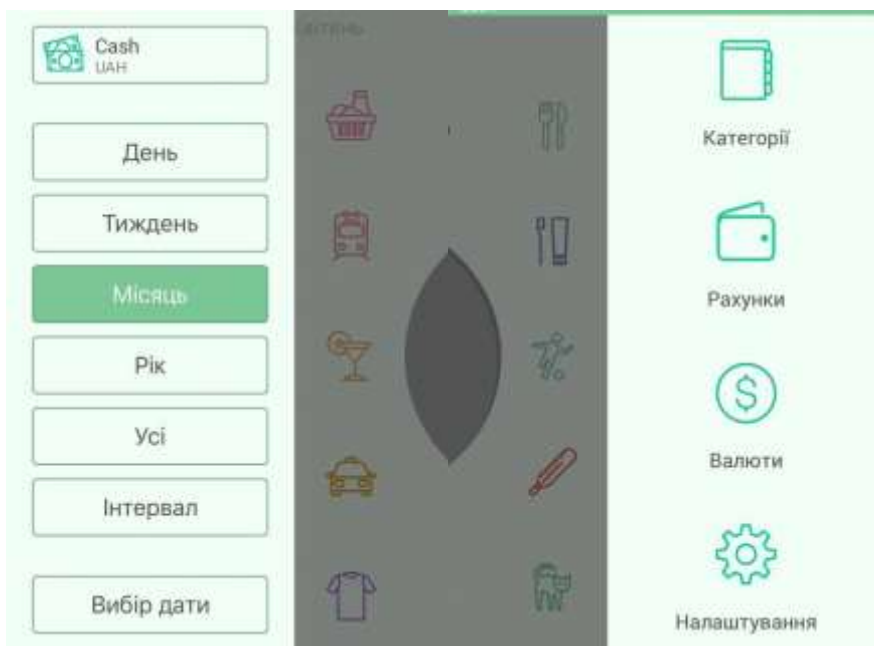 Cash
UAH
День
Тиждень
Місяць
Рік
Усі
Інтервал
Вибір дати
Категорії
Рахунки
Валюти
Налаштування